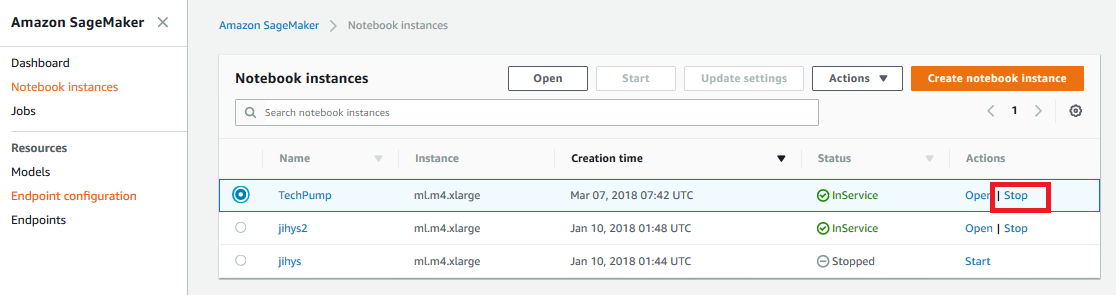 Amazon SageMaker
Dashboard
Notebook instances
Jobs
Resources
Models
Endpoint configuration
Endpoints
Amazon SageMaker Notebook instances
Notebook instances Open Start Update settings Actions Create notebook instance
Search notebook instances 1
Name Instance Creation time Status Actions
TechPump ml.m4.xlarge Mar 07, 2018 07:42 UTC InService Open | Stop
jihys2 ml.m4.xlarge Jan 10, 2018 01:48 UTC InService Open | Stop
jihys ml.m4.xlarge Jan 10, 2018 01:44 UTC Stopped Start